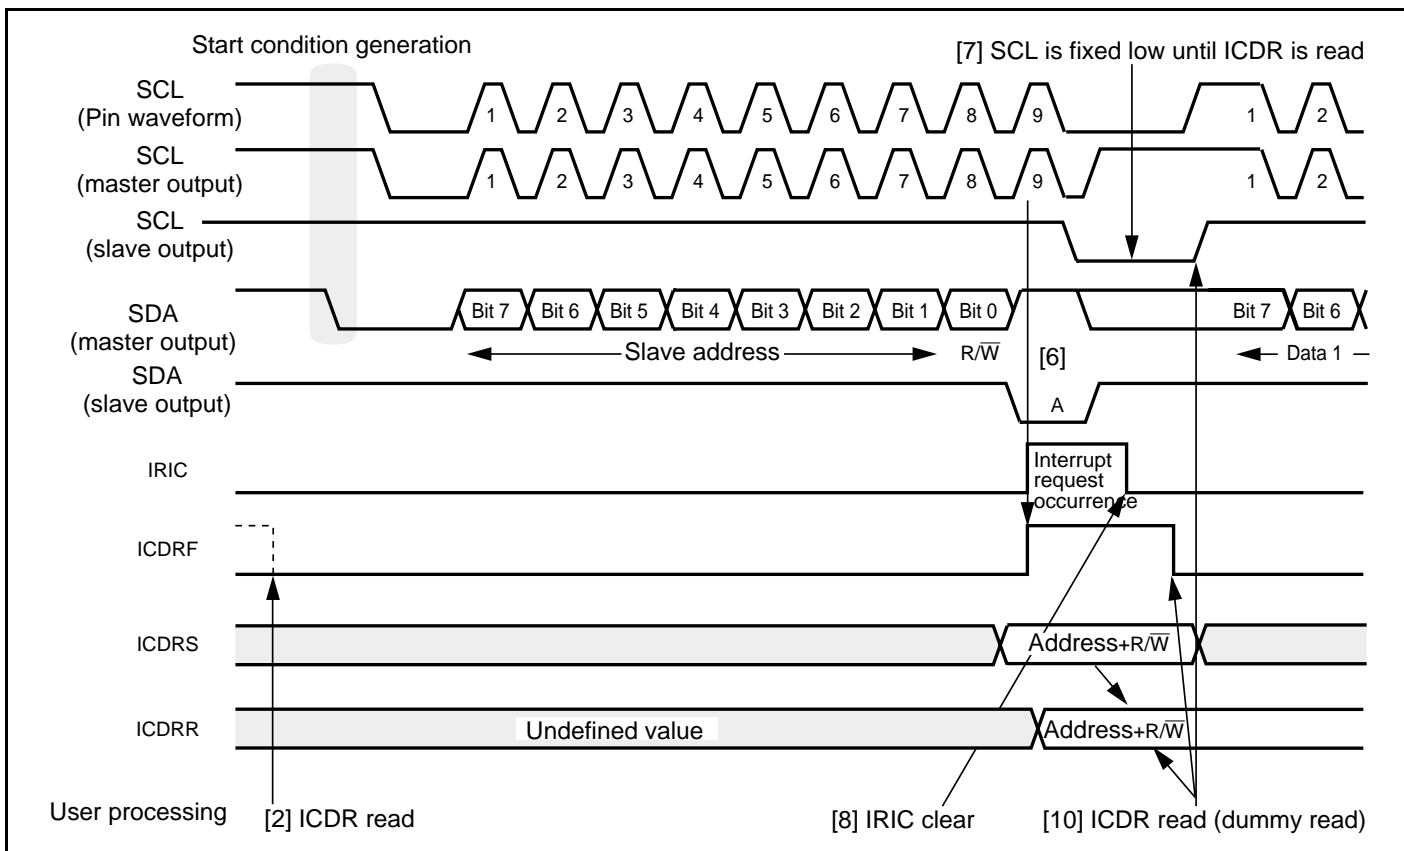 Start condition generation
[7] SCL is fixed low until ICDR is read
SCL
(Pin waveform)
1 2 3 4 5 6 7 8 9 1 2
SCL
(master output)
1 2 3 4 5 6 7 8 9 1 2
SCL
(slave output)
SDA
(master output)
Bit 7 Bit 6 Bit 5 Bit 4 Bit 3 Bit 2 Bit 1 Bit 0 Bit 7 Bit 6
Slave address R/W̅ [6] Data 1
SDA
(slave output)
A
IRIC
Interrupt
request
occurrence
ICDRF
ICDRS
Address+R/W̅
ICDRR
Undefined value
Address+R/W̅
User processing
[2] ICDR read
[8] IRIC clear
[10] ICDR read (dummy read)